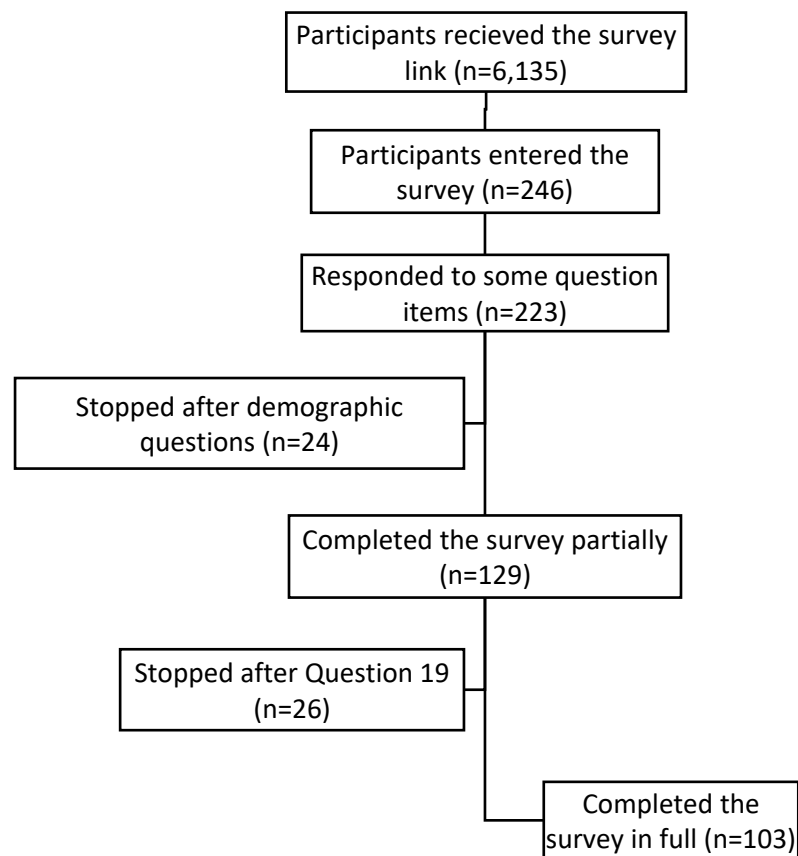 Participants recieved the survey
link (n=6,135)
Participants entered the
survey (n=246)
Responded to some question
items (n=223)
Stopped after demographic
questions (n=24)
Completed the survey partially
(n=129)
Stopped after Question 19
(n=26)
Completed the
survey in full (n=103)